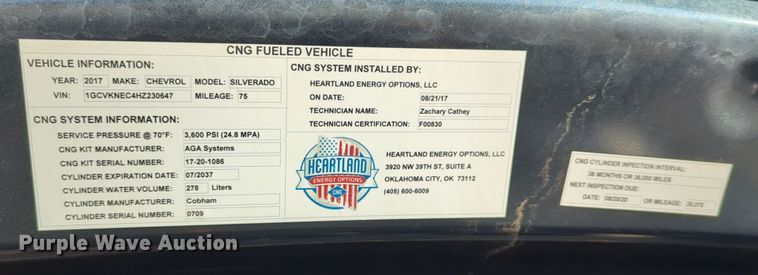 CNG FUELED VEHICLE
VEHICLE INFORMATION:
YEAR: 2017 MAKE: CHEVROL MODEL: SILVERADO
VIN: 1GCVKNEC4HZ230647 MILEAGE: 75
CNG SYSTEM INFORMATION:
SERVICE PRESSURE @ 70°F: 3,600 PSI (24.8 MPA)
CNG KIT MANUFACTURER: AGA Systems
CNG KIT SERIAL NUMBER: 17-20-1086
CYLINDER EXPIRATION DATE: 07/2037
CYLINDER WATER VOLUME: 278 Liters
CYLINDER MANUFACTURER: Cobham
CYLINDER SERIAL NUMBER: 0709
CNG SYSTEM INSTALLED BY:
HEARTLAND ENERGY OPTIONS, LLC
ON DATE: 08/21/17
TECHNICIAN NAME: Zachary Cathey
TECHNICIAN CERTIFICATION: F00830
HEARTLAND
ENERGY OPTIONS
CNG
HEARTLAND ENERGY OPTIONS, LLC
3920 NW 39TH ST, SUITE A
OKLAHOMA CITY, OK 73112
(405) 600-6009
CNG CYLINDER INPECTION INTERVAL:
36 MONTHS OR 36,000 MILES
NEXT INSPECTION DUE:
DATE: 08/20/20 OR MILEAGE: 36,075
Purple Wave Auction